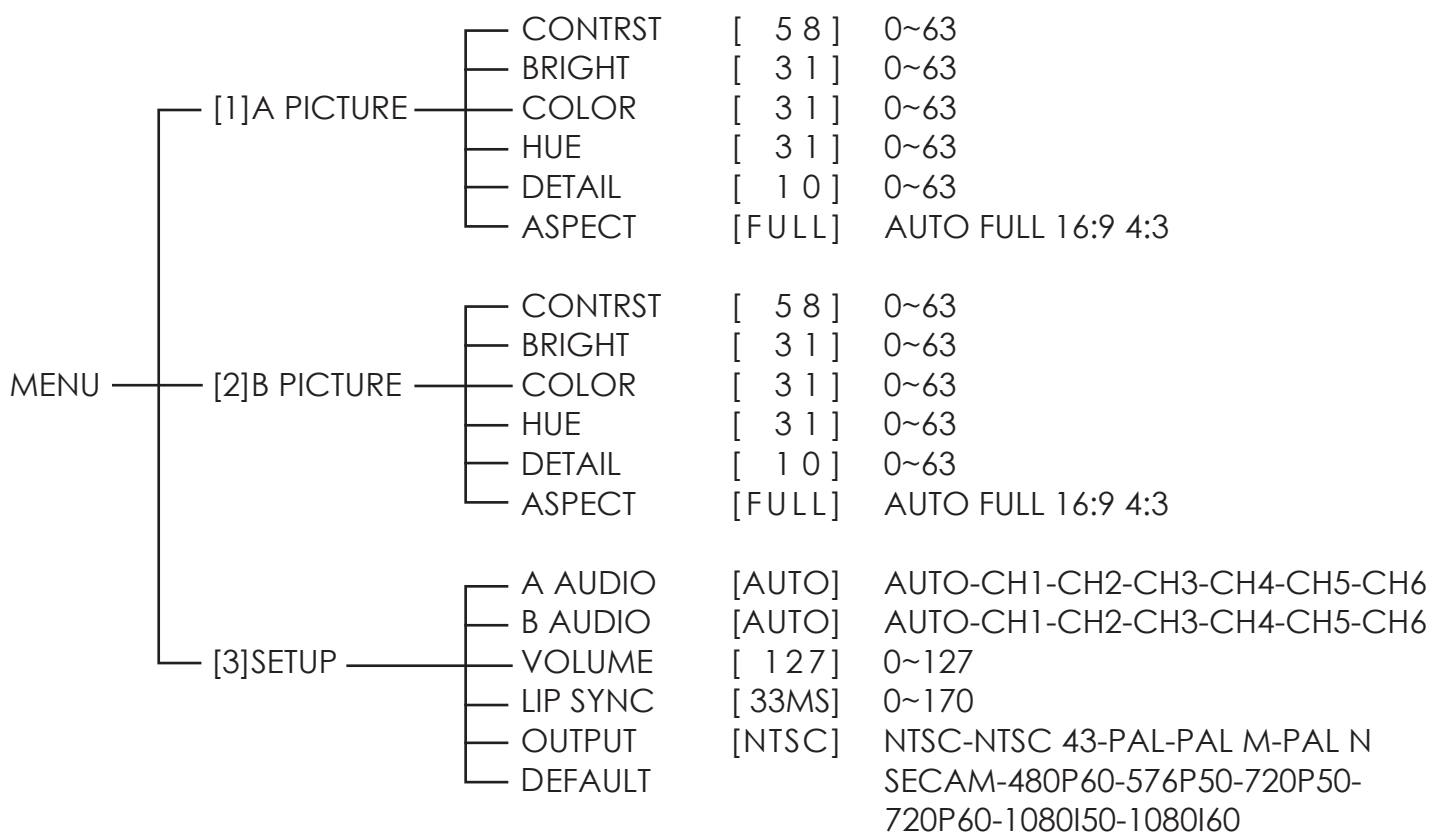 CONTRST [ 58] 0~63
BRIGHT [ 31] 0~63
[1]A PICTURE COLOR [ 31] 0~63
HUE [ 31] 0~63
DETAIL [ 10] 0~63
ASPECT [FULL] AUTO FULL 16:9 4:3
CONTRST [ 58] 0~63
BRIGHT [ 31] 0~63
MENU [2]B PICTURE COLOR [ 31] 0~63
HUE [ 31] 0~63
DETAIL [ 10] 0~63
ASPECT [FULL] AUTO FULL 16:9 4:3
A AUDIO [AUTO] AUTO-CH1-CH2-CH3-CH4-CH5-CH6
B AUDIO [AUTO] AUTO-CH1-CH2-CH3-CH4-CH5-CH6
[3]SETUP VOLUME [ 127] 0~127
LIP SYNC [ 33MS] 0~170
OUTPUT [NTSC] NTSC-NTSC 43-PAL-PAL M-PAL N
DEFAULT SECAM-480P60-576P50-720P50-
720P60-1080I50-1080I60